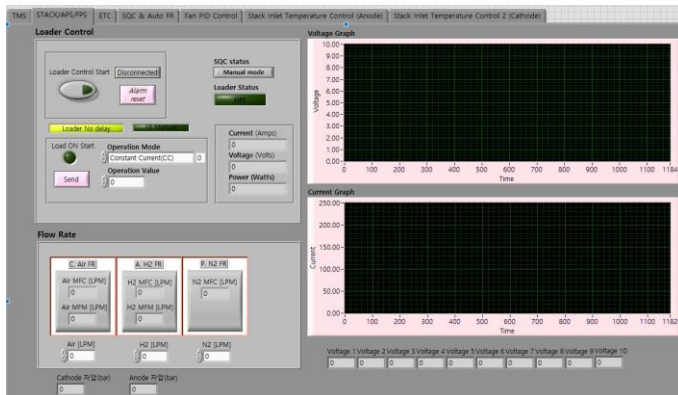 TMS STACK/APS/FPS ETC SQC & Auto FR Fan PID Control Stack Inlet Temperature Control (Anode) Stack Inlet Temperature Control 2 (Cathode)
Loader Control
Loader Control Start Disconnected
Alarm reset
SQC status
Manual mode
Loader Status
Loader No delay
Load ON Start
Send
Operation Mode
Constant Current(CC) 0
Operation Value
0
Current (Amps)
0
Voltage (Volts)
0
Power (Watts)
0
Flow Rate
C. Air FR A. H2 FR P. N2 FR
Air MFC [LPM] H2 MFC [LPM] N2 MFC [LPM]
0 0 0
Air MFM [LPM] H2 MFM [LPM]
0 0
Air [LPM] H2 [LPM] N2 [LPM]
0 0 0
Cathode 차압(bar) Anode 차압(bar)
0 0
Voltage Graph
10.00
9.00
8.00
7.00
6.00
5.00
4.00
3.00
2.00
1.00
0.00
Voltage
0 100 200 300 400 500 600 700 800 900 1000 1100 1184
Time
Current Graph
250.00
200.00
150.00
100.00
50.00
0.00
Current
0 100 200 300 400 500 600 700 800 900 1000 1100 1182
Time
Voltage 1 Voltage 2 Voltage 3 Voltage 4 Voltage 5 Voltage 6 Voltage 7 Voltage 8 Voltage 9 Voltage 10
0 0 0 0 0 0 0 0 0 0